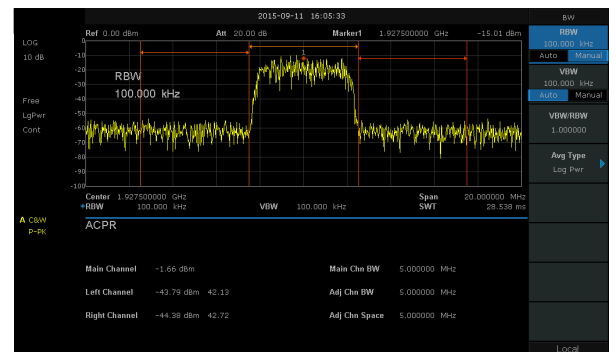 2015-09-11 16:05:33
BW
Ref 0.00 dBm Att 20.00 dB Marker1 1.927500000 GHz -15.01 dBm
RBW
100.000 kHz
Auto Manual
LOG
10 dB
Free
LgPwr
Cont
0
-10
-20
-30
-40
-50
-60
-70
-80
-90
-100
1
RBW
100.000 kHz
VBW
100.000 kHz
Auto Manual
VBW/RBW
1.000000
Avg Type
Log Pwr
Center 1.927500000 GHz Span 20.000000 MHz
*RBW 100.000 kHz VBW 100.000 kHz SWT 28.538 ms
A C&W
P-PK
ACPR
Main Channel -1.66 dBm Main Chn BW 5.000000 MHz
Left Channel -43.79 dBm 42.13 Adj Chn BW 5.000000 MHz
Right Channel -44.38 dBm 42.72 Adj Chn Space 5.000000 MHz
Local